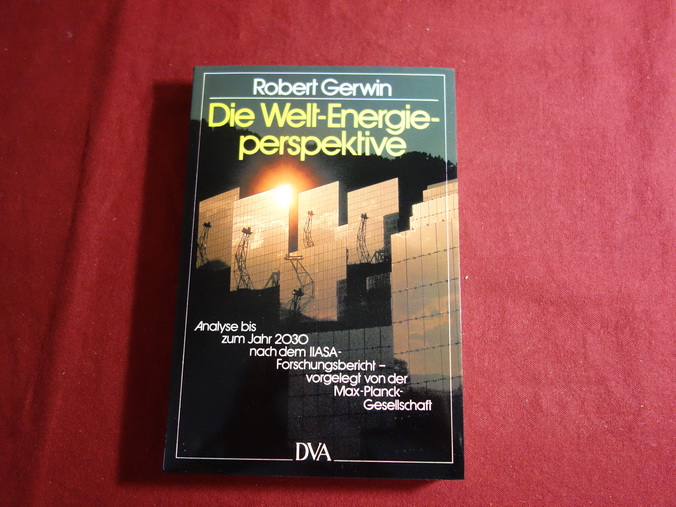 Robert Gerwin
Die Welt-Energie-
perspektive
Analyse bis
zum Jahr 2030
nach dem IIASA-
Forschungsbericht –
vorgelegt von der
Max-Planck-
Gesellschaft
DVA